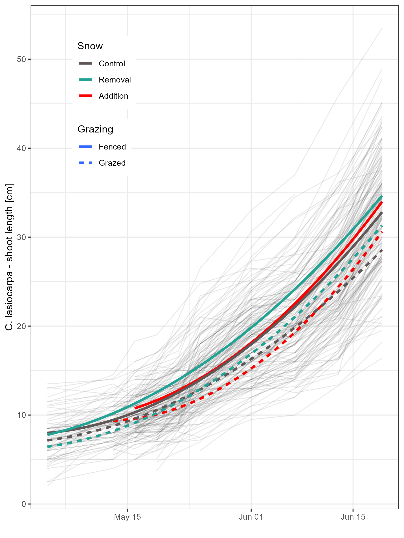 Snow
Control
Removal
Addition
Grazing
Fenced
Grazed
C. lasiocarpa - shoot length [cm]
50
40
30
20
10
0
May 15
Jun 01
Jun 15